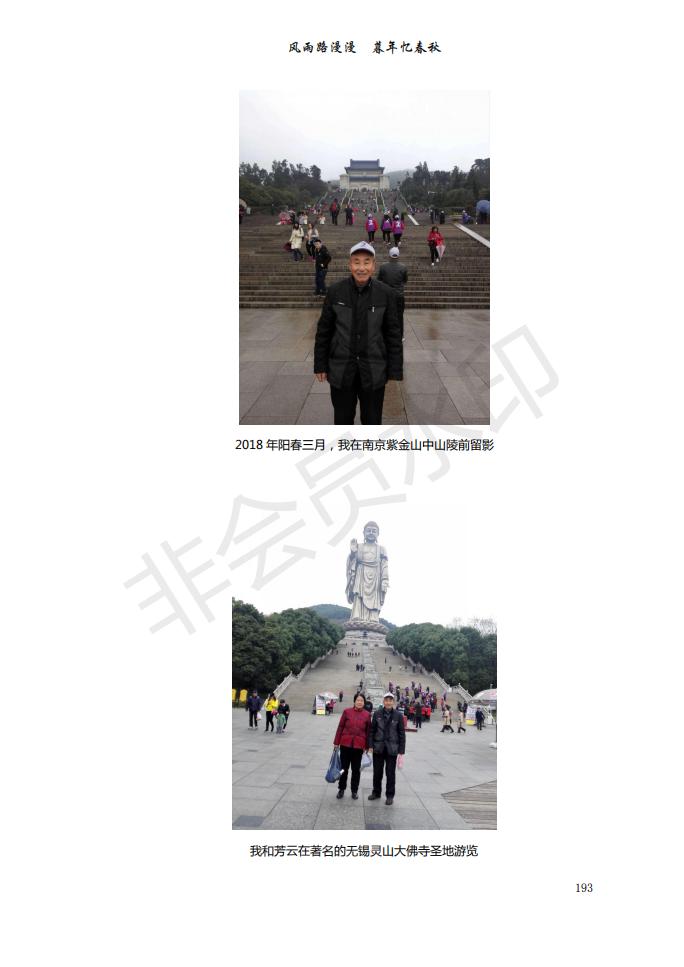 风雨路漫漫　暮年忆春秋
2018 年阳春三月，我在南京紫金山中山陵前留影
非会员水印
我和芳云在著名的无锡灵山大佛寺圣地游览
193